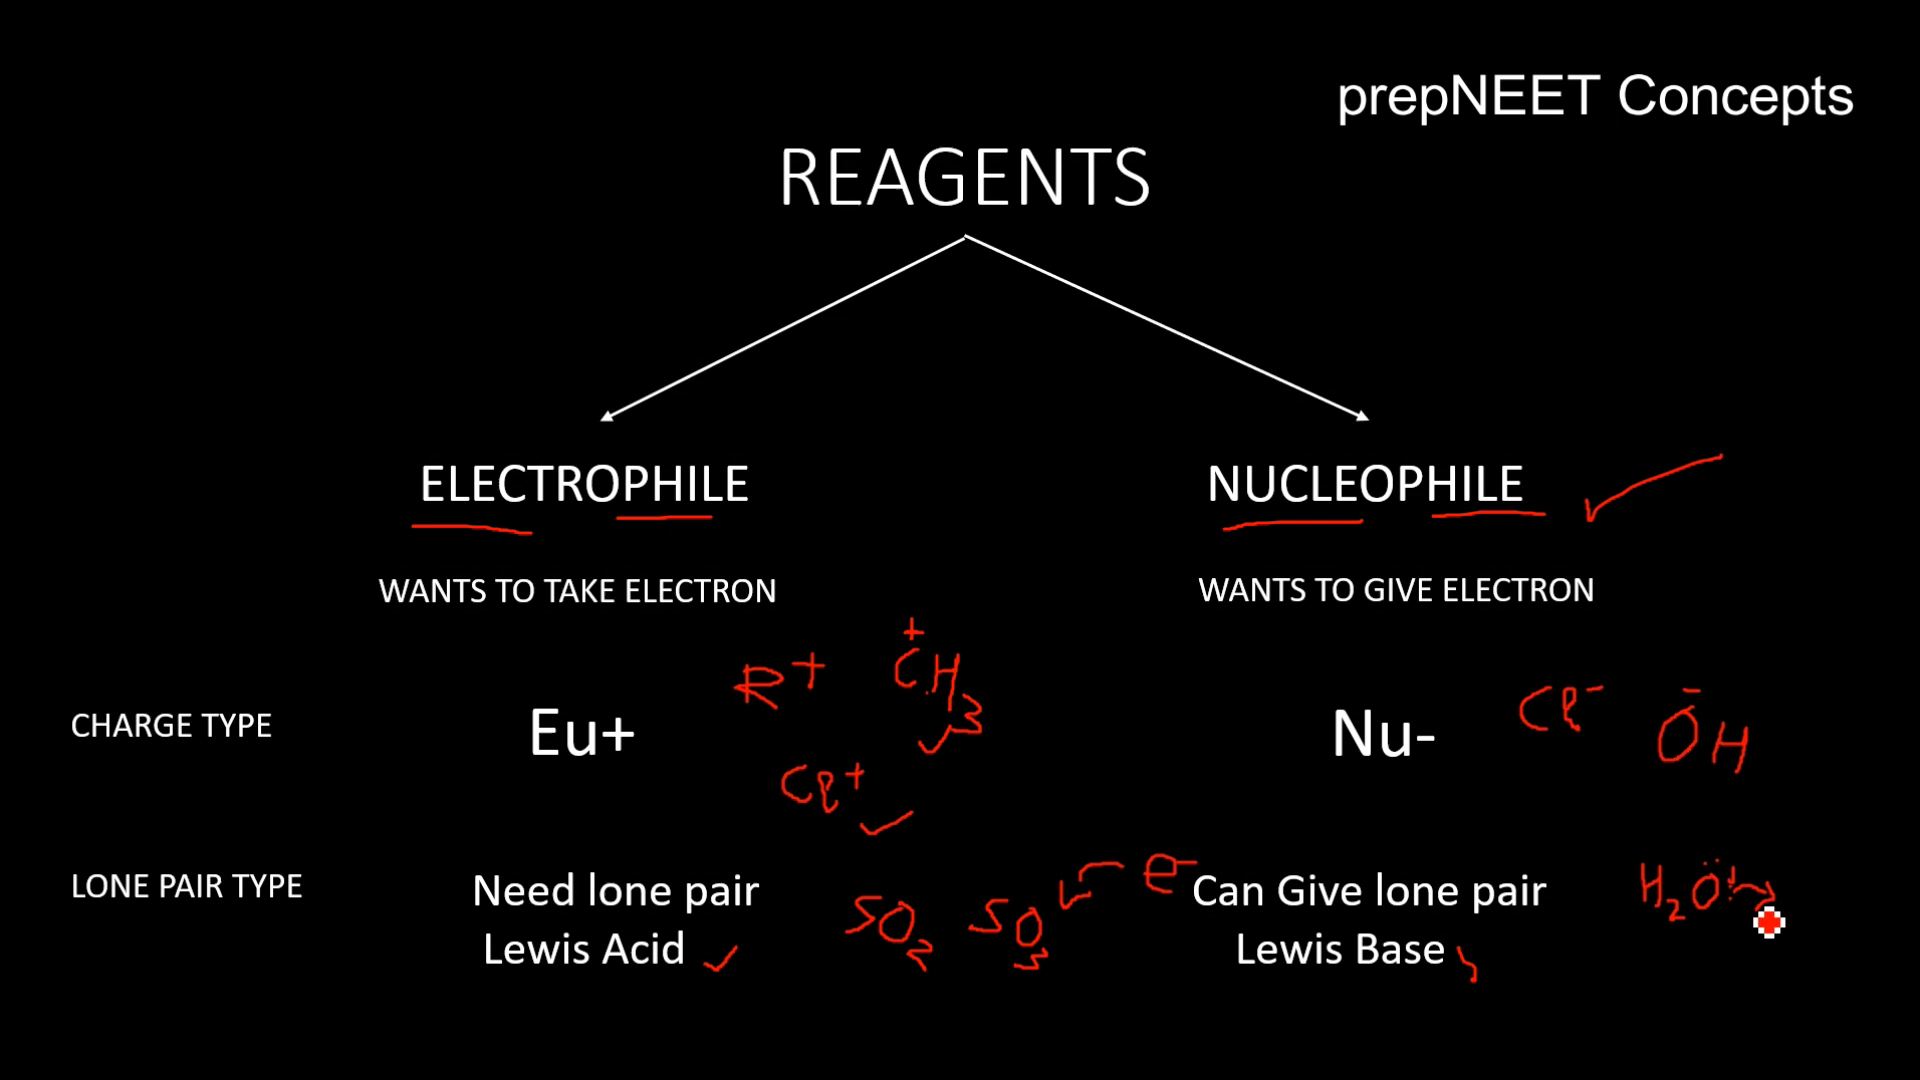 prepNEET Concepts
REAGENTS
ELECTROPHILE
NUCLEOPHILE
WANTS TO TAKE ELECTRON
WANTS TO GIVE ELECTRON
CHARGE TYPE
Eu+
R+
+CH3
Cl+
Nu-
Cl-
ŌH
LONE PAIR TYPE
Need lone pair
Lewis Acid
SO2
SO3
e-
Can Give lone pair
Lewis Base
H2O